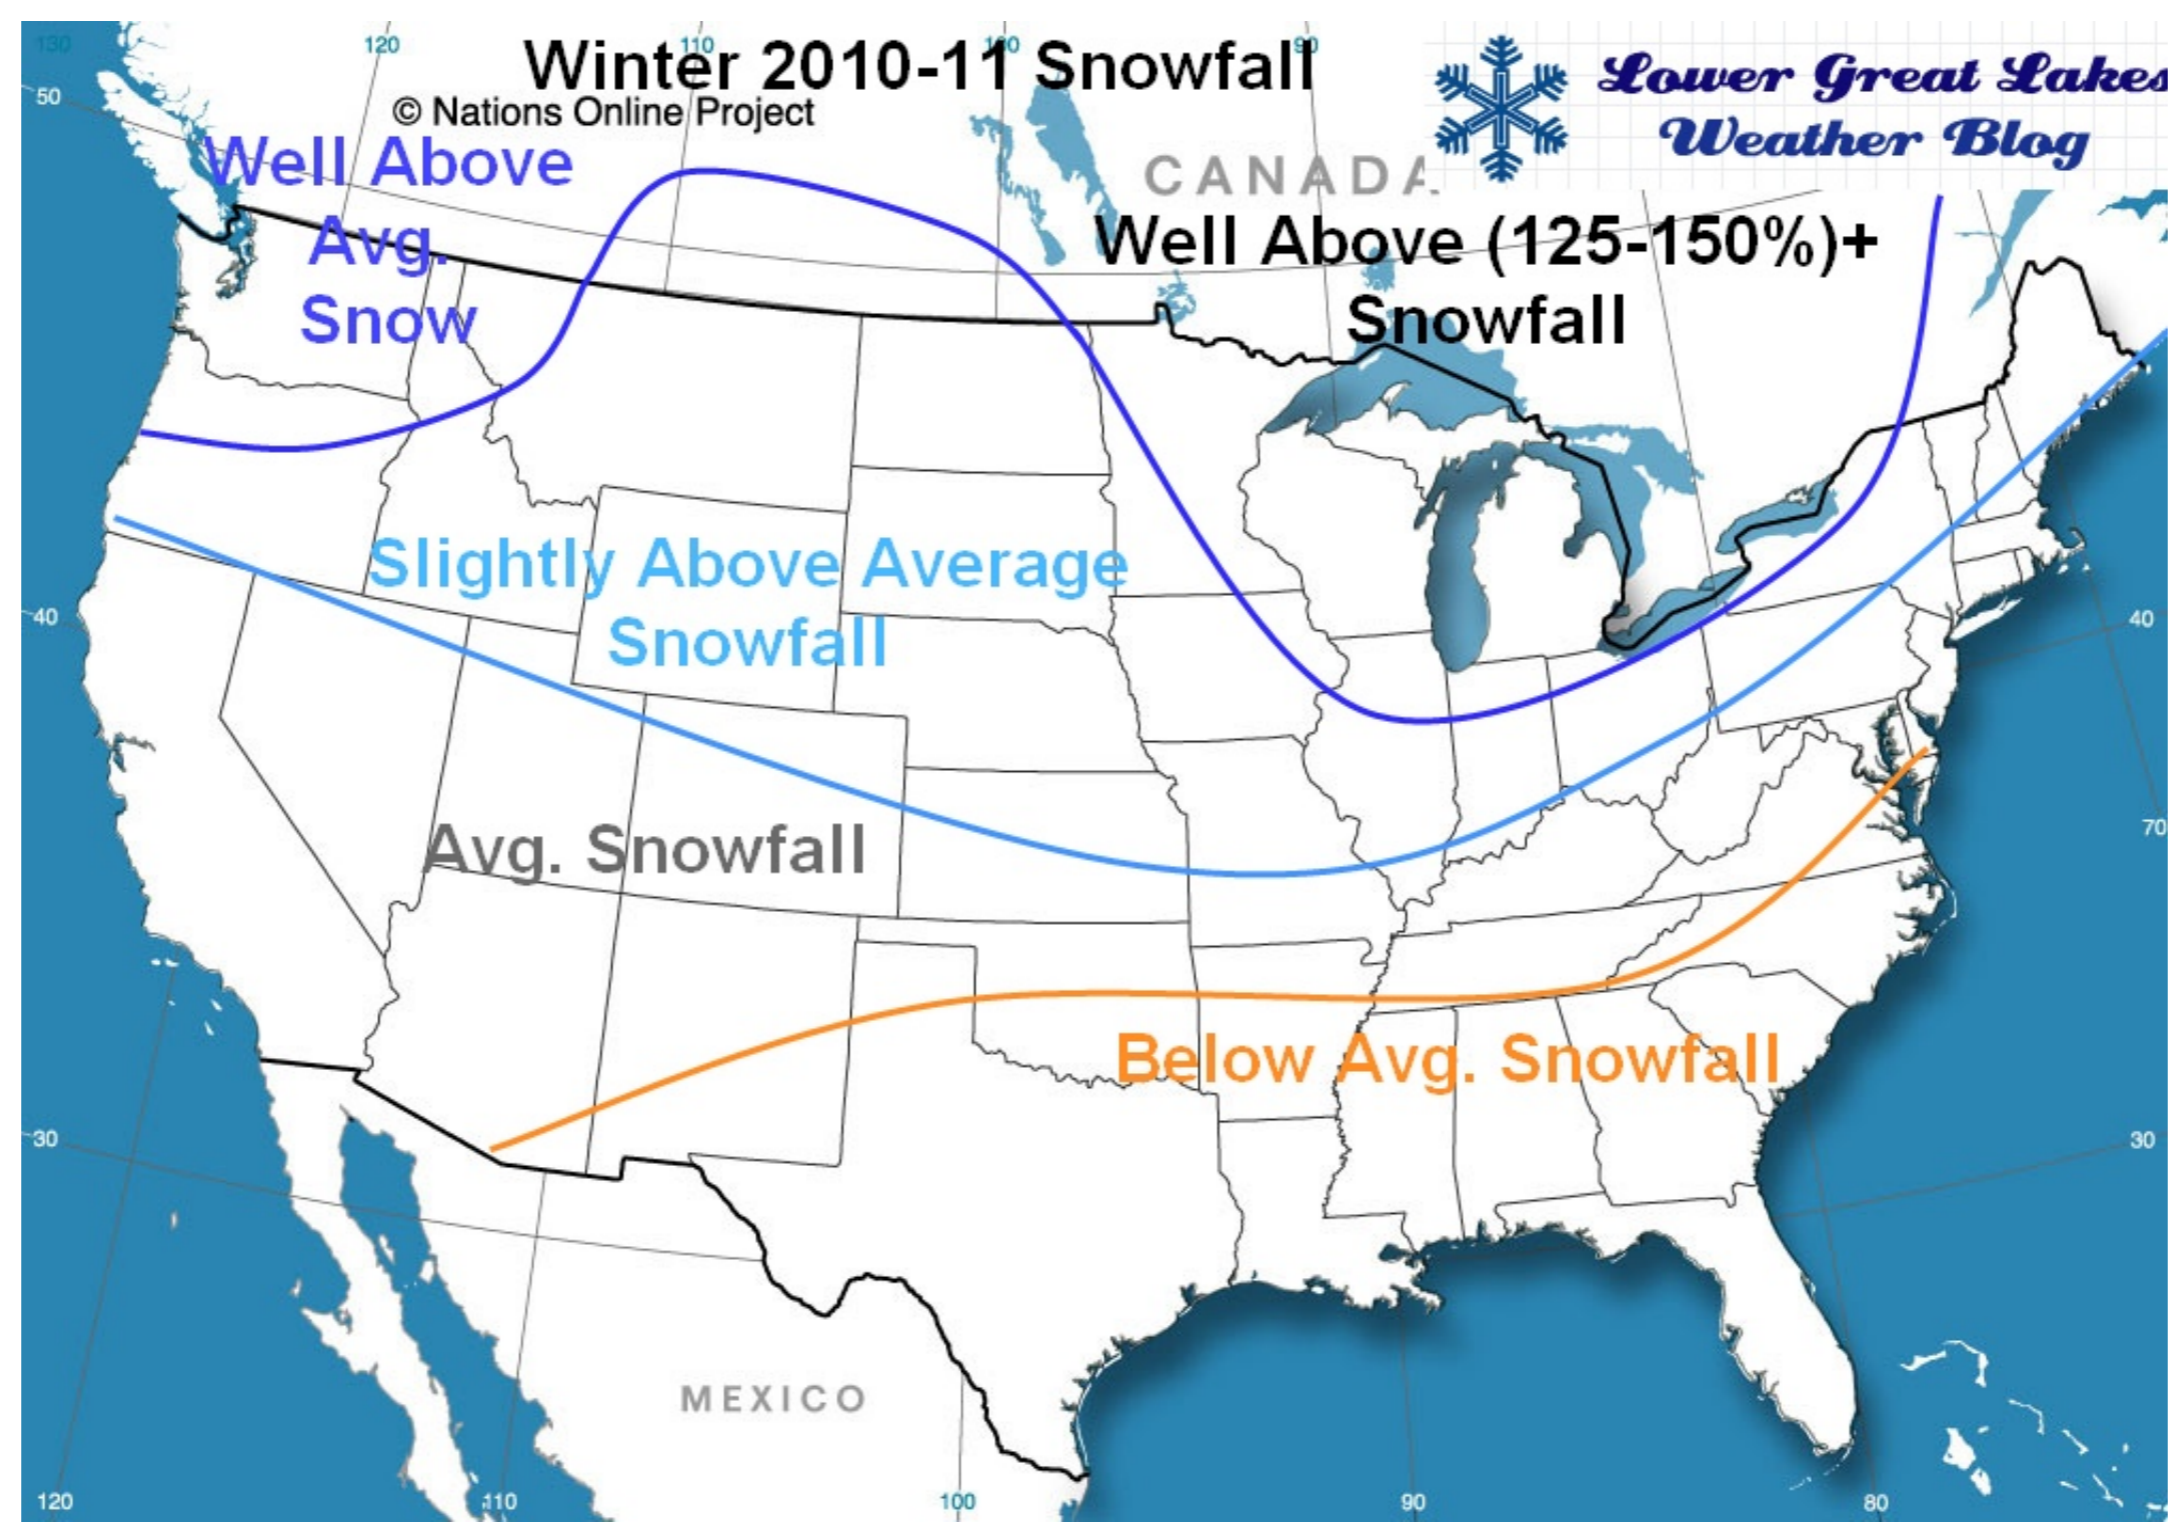 130
120
110
100
90
Winter 2010-11 Snowfall
Lower Great Lakes
Weather Blog
50
© Nations Online Project
Well Above
Avg.
Snow
CANADA
Well Above (125-150%)+
Snowfall
Slightly Above Average
Snowfall
40
40
Avg. Snowfall
70
Below Avg. Snowfall
30
30
MEXICO
120
110
100
90
80